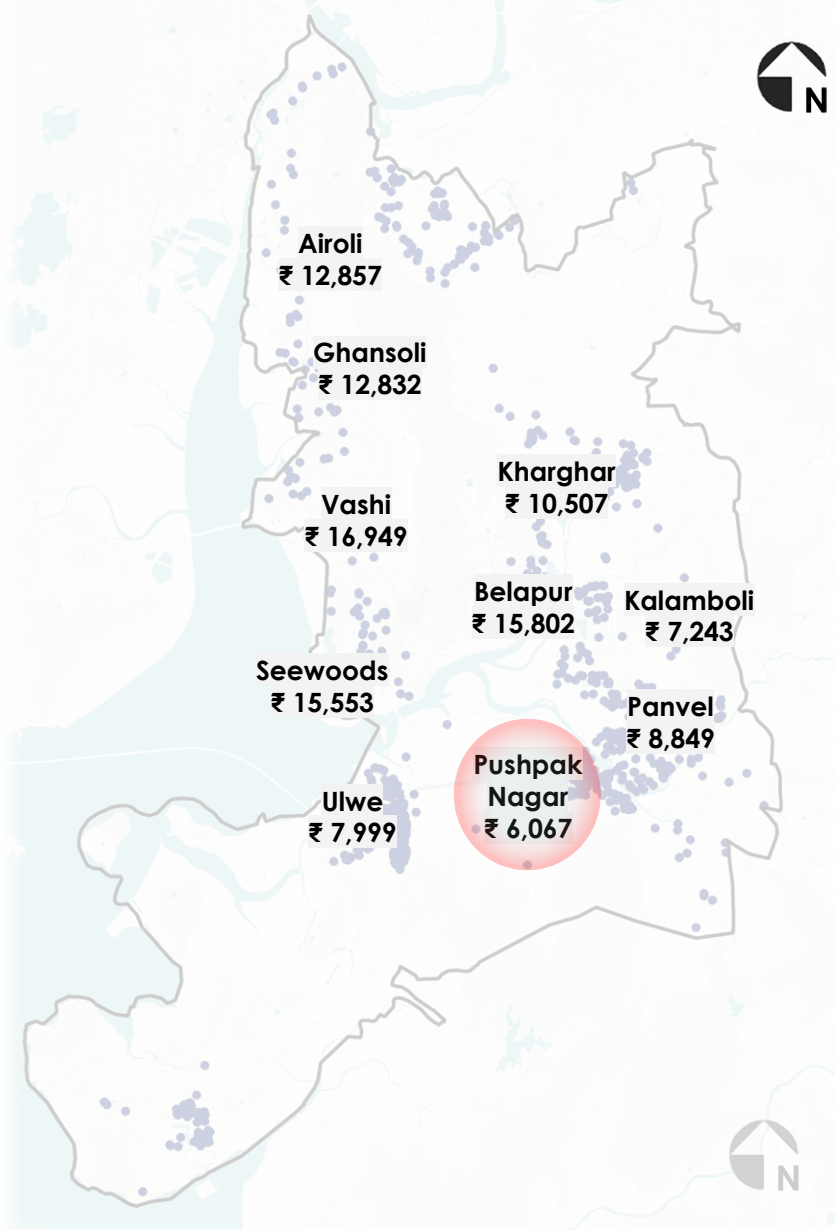 N
Airoli
₹ 12,857
Ghansoli
₹ 12,832
Kharghar
₹ 10,507
Vashi
₹ 16,949
Belapur
₹ 15,802
Kalamboli
₹ 7,243
Seewoods
₹ 15,553
Panvel
₹ 8,849
Pushpak
Nagar
₹ 6,067
Ulwe
₹ 7,999
N